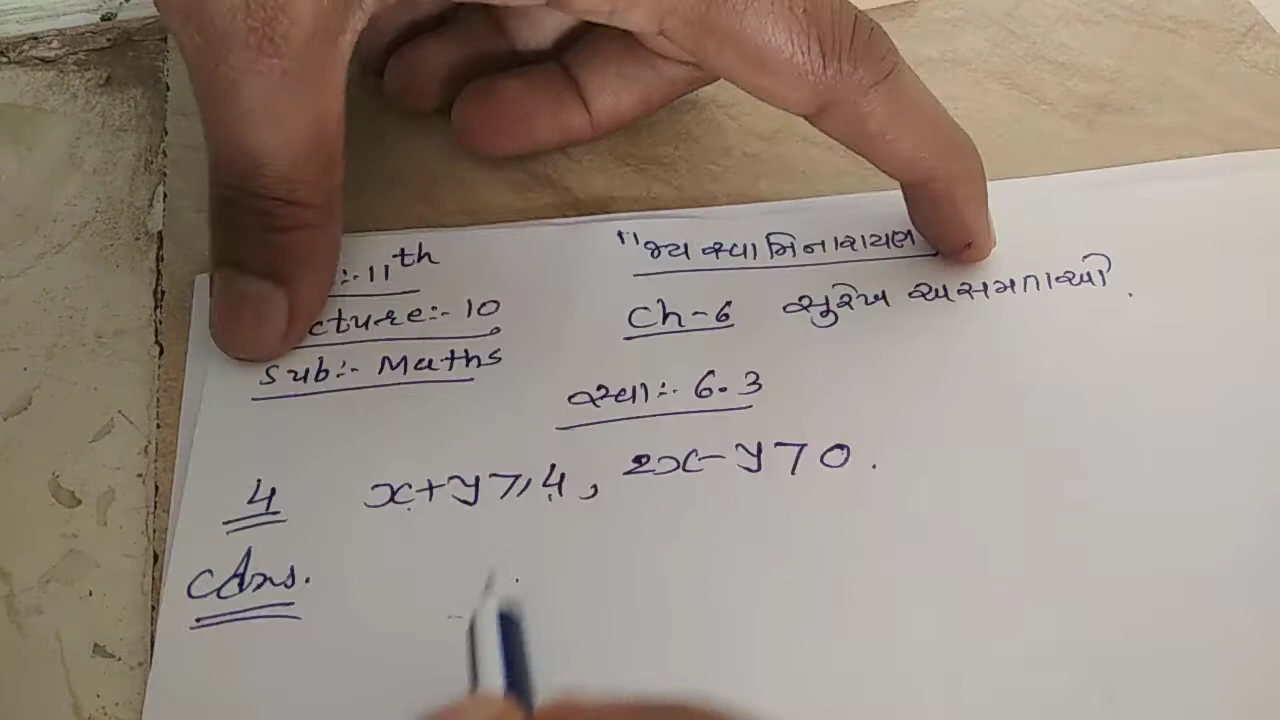 :- 11th
cture:- 10
Sub:- Maths
"જય સ્વામિનારાયણ
Ch-6 સુરેખ અસમતાઓ.
સ્વા:- 6.3
4 x+y≥4, 2x-y>0.
Ans.